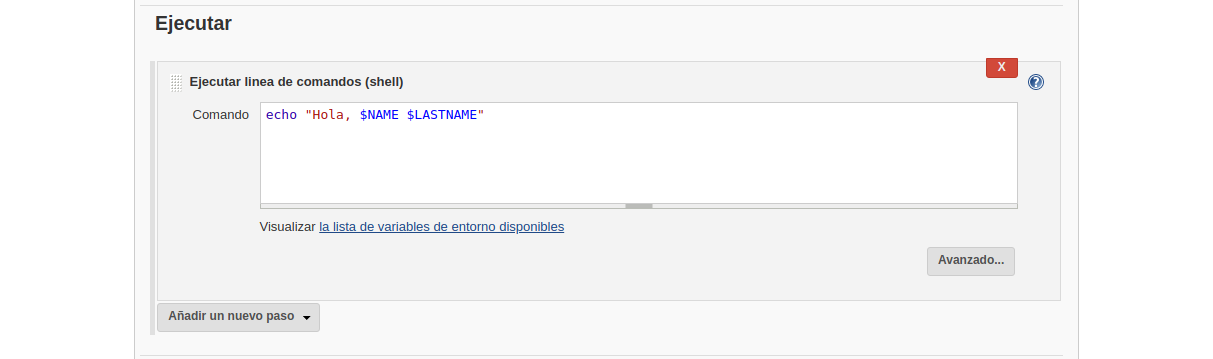 Ejecutar
X
Ejecutar linea de comandos (shell)
?
Comando
echo "Hola, $NAME $LASTNAME"
Visualizar la lista de variables de entorno disponibles
Avanzado...
Añadir un nuevo paso